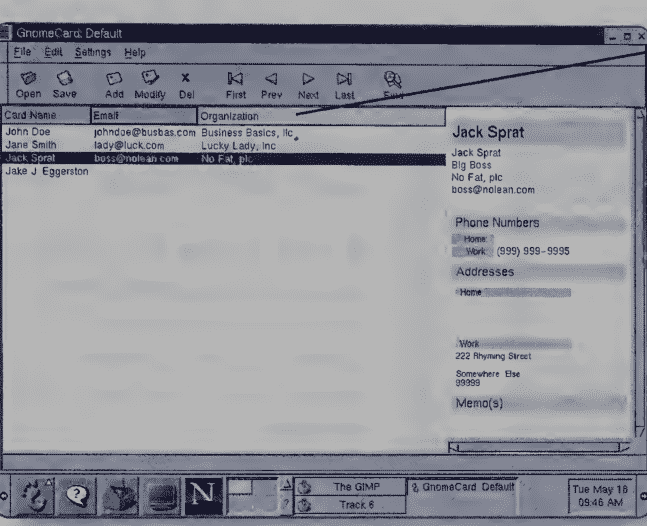 GnomeCard: Default
File Edit Settings Help
Open Save Add Modify Del First Prev Next Last Find
Card Name Email Organization
John Doe johndoe@busbas.com Business Basics, llc
Jane Smith lady@luck.com Lucky Lady, Inc
Jack Sprat boss@nolean.com No Fat, plc
Jake J Eggerston
Jack Sprat
Jack Sprat
Big Boss
No Fat, plc
boss@nolean.com
Phone Numbers
Home:
Work: (999) 999-9995
Addresses
Home
Work
222 Rhyming Street
Somewhere Else
99999
Memo(s)
N
The GIMP
Track 6
GnomeCard: Default
Tue May 18
09:46 AM